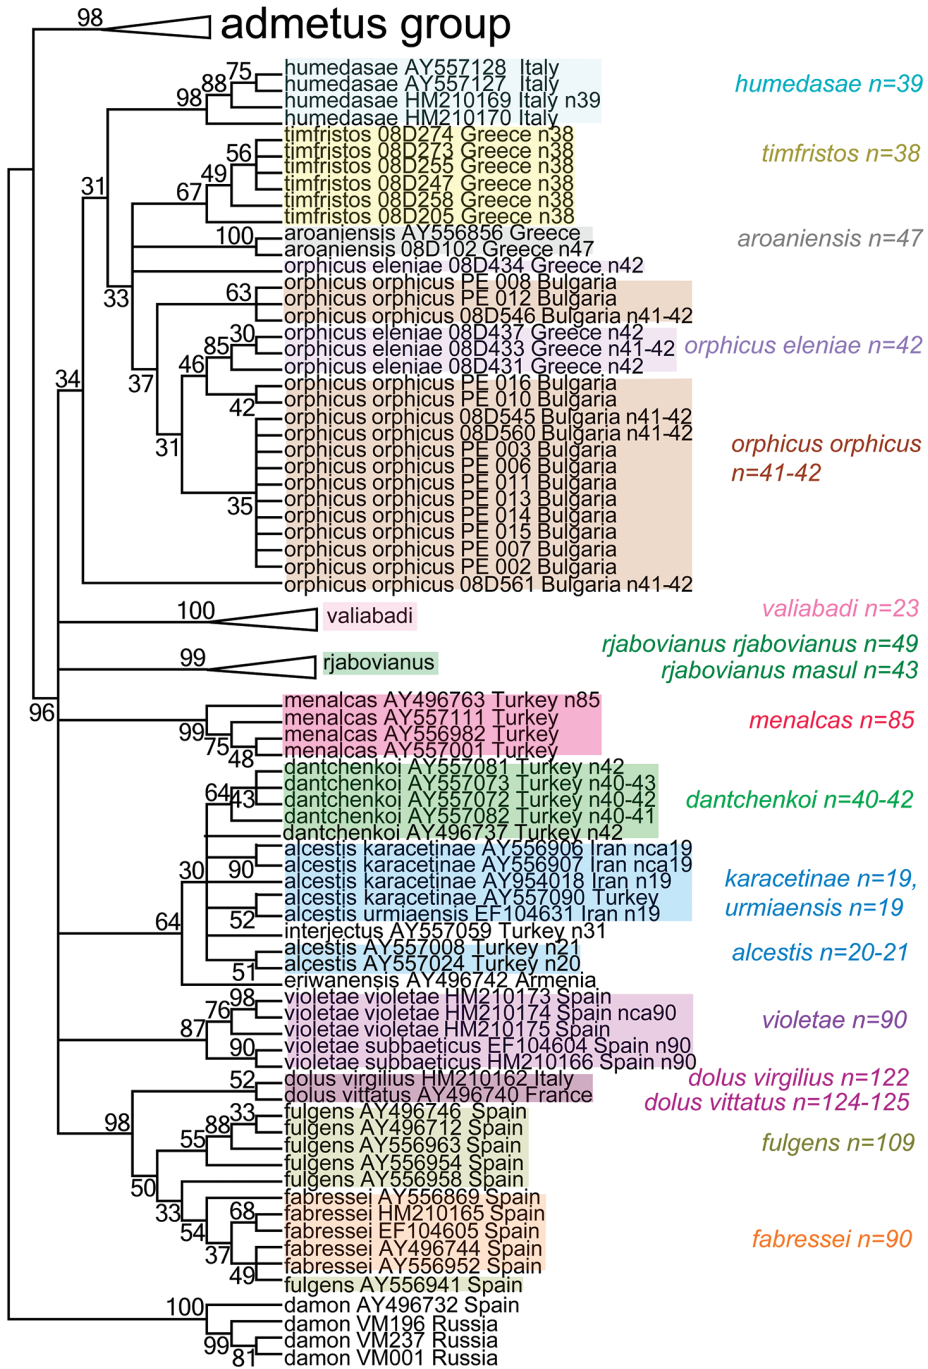 98
admetus group
humedasae AY557128 Italy
75
humedasae AY557127 Italy
88
humedasae n=39
humedasae HM210169 Italy n39
98
humedasae HM210170 Italy
timfristos 08D274 Greece n38
timfristos 08D273 Greece n38
56
timfristos n=38
timfristos 08D255 Greece n38
49
timfristos 08D247 Greece n38
31
67
timfristos 08D258 Greece n38
timfristos 08D205 Greece n38
aroaniensis AY556856 Greece
100
aroaniensis n=47
aroaniensis 08D102 Greece n47
orphicus eleniae 08D434 Greece n42
orphicus orphicus PE 008 Bulgaria
33
63
orphicus orphicus PE 012 Bulgaria
orphicus orphicus 08D546 Bulgaria n41-42
orphicus eleniae 08D437 Greece n42
30
85
orphicus eleniae 08D433 Greece n41-42
orphicus eleniae n=42
46
orphicus eleniae 08D431 Greece n42
34
37
orphicus orphicus PE 016 Bulgaria
orphicus orphicus PE 010 Bulgaria
42
orphicus orphicus 08D545 Bulgaria n41-42
orphicus orphicus 08D560 Bulgaria n41-42
31
orphicus orphicus
n=41-42
orphicus orphicus PE 003 Bulgaria
orphicus orphicus PE 006 Bulgaria
orphicus orphicus PE 011 Bulgaria
orphicus orphicus PE 013 Bulgaria
35
orphicus orphicus PE 014 Bulgaria
orphicus orphicus PE 015 Bulgaria
orphicus orphicus PE 007 Bulgaria
orphicus orphicus PE 002 Bulgaria
orphicus orphicus 08D561 Bulgaria n41-42
100
valiabadi
valiabadi n=23
99
rjabovianus
rjabovianus rjabovianus n=49
rjabovianus masul n=43
96
menalcas AY496763 Turkey n85
menalcas AY557111 Turkey
menalcas n=85
99
menalcas AY556982 Turkey
75
menalcas AY557001 Turkey
48
dantchenkoi AY557081 Turkey n42
dantchenkoi AY557073 Turkey n40-43
64
43
dantchenkoi AY557072 Turkey n40-42
dantchenkoi n=40-42
dantchenkoi AY557082 Turkey n40-41
dantchenkoi AY496737 Turkey n42
alcestis karacetinae AY556906 Iran nca19
alcestis karacetinae AY556907 Iran nca19
30
90
alcestis karacetinae AY954018 Iran n19
karacetinae n=19,
urmiaensis n=19
alcestis karacetinae AY557090 Turkey
alcestis urmiaensis EF104631 Iran n19
64
52
interjectus AY557059 Turkey n31
alcestis AY557008 Turkey n21
alcestis n=20-21
alcestis AY557024 Turkey n20
51
eriwanensis AY496742 Armenia
violetae violetae HM210173 Spain
98
76
violetae violetae HM210174 Spain nca90
violetae n=90
87
violetae violetae HM210175 Spain
violetae subbaeticus EF104604 Spain n90
90
violetae subbaeticus HM210166 Spain n90
dolus virgilius HM210162 Italy
52
dolus virgilius n=122
dolus vittatus AY496740 France
dolus vittatus n=124-125
98
fulgens AY496746 Spain
33
88
fulgens AY496712 Spain
55
fulgens AY556963 Spain
fulgens n=109
fulgens AY556954 Spain
fulgens AY556958 Spain
50
fabressei AY556869 Spain
33
68
fabressei HM210165 Spain
54
fabressei EF104605 Spain
fabressei n=90
37
fabressei AY496744 Spain
fabressei AY556952 Spain
49
fulgens AY556941 Spain
100
damon AY496732 Spain
damon VM196 Russia
99
damon VM237 Russia
81
damon VM001 Russia